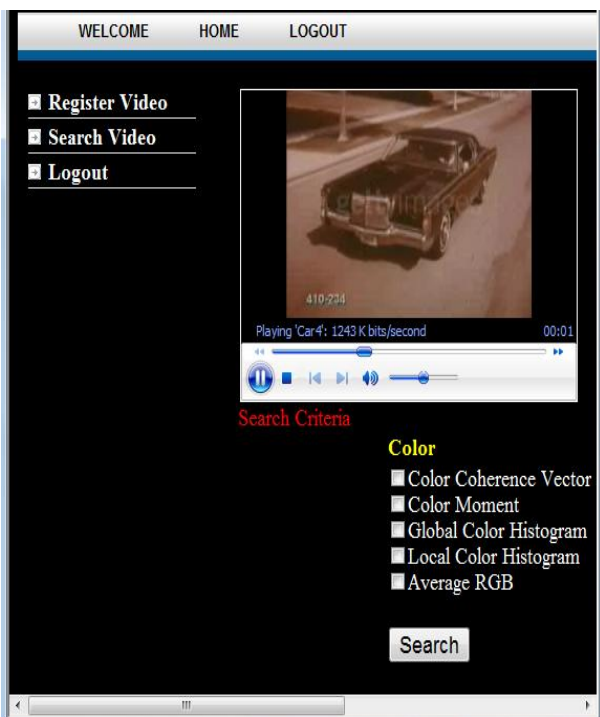 WELCOME HOME LOGOUT
Register Video
Search Video
Logout
gettyimages
410-234
Playing 'Car4': 1243 K bits/second 00:01
Search Criteria
Color
Color Coherence Vector
Color Moment
Global Color Histogram
Local Color Histogram
Average RGB
Search